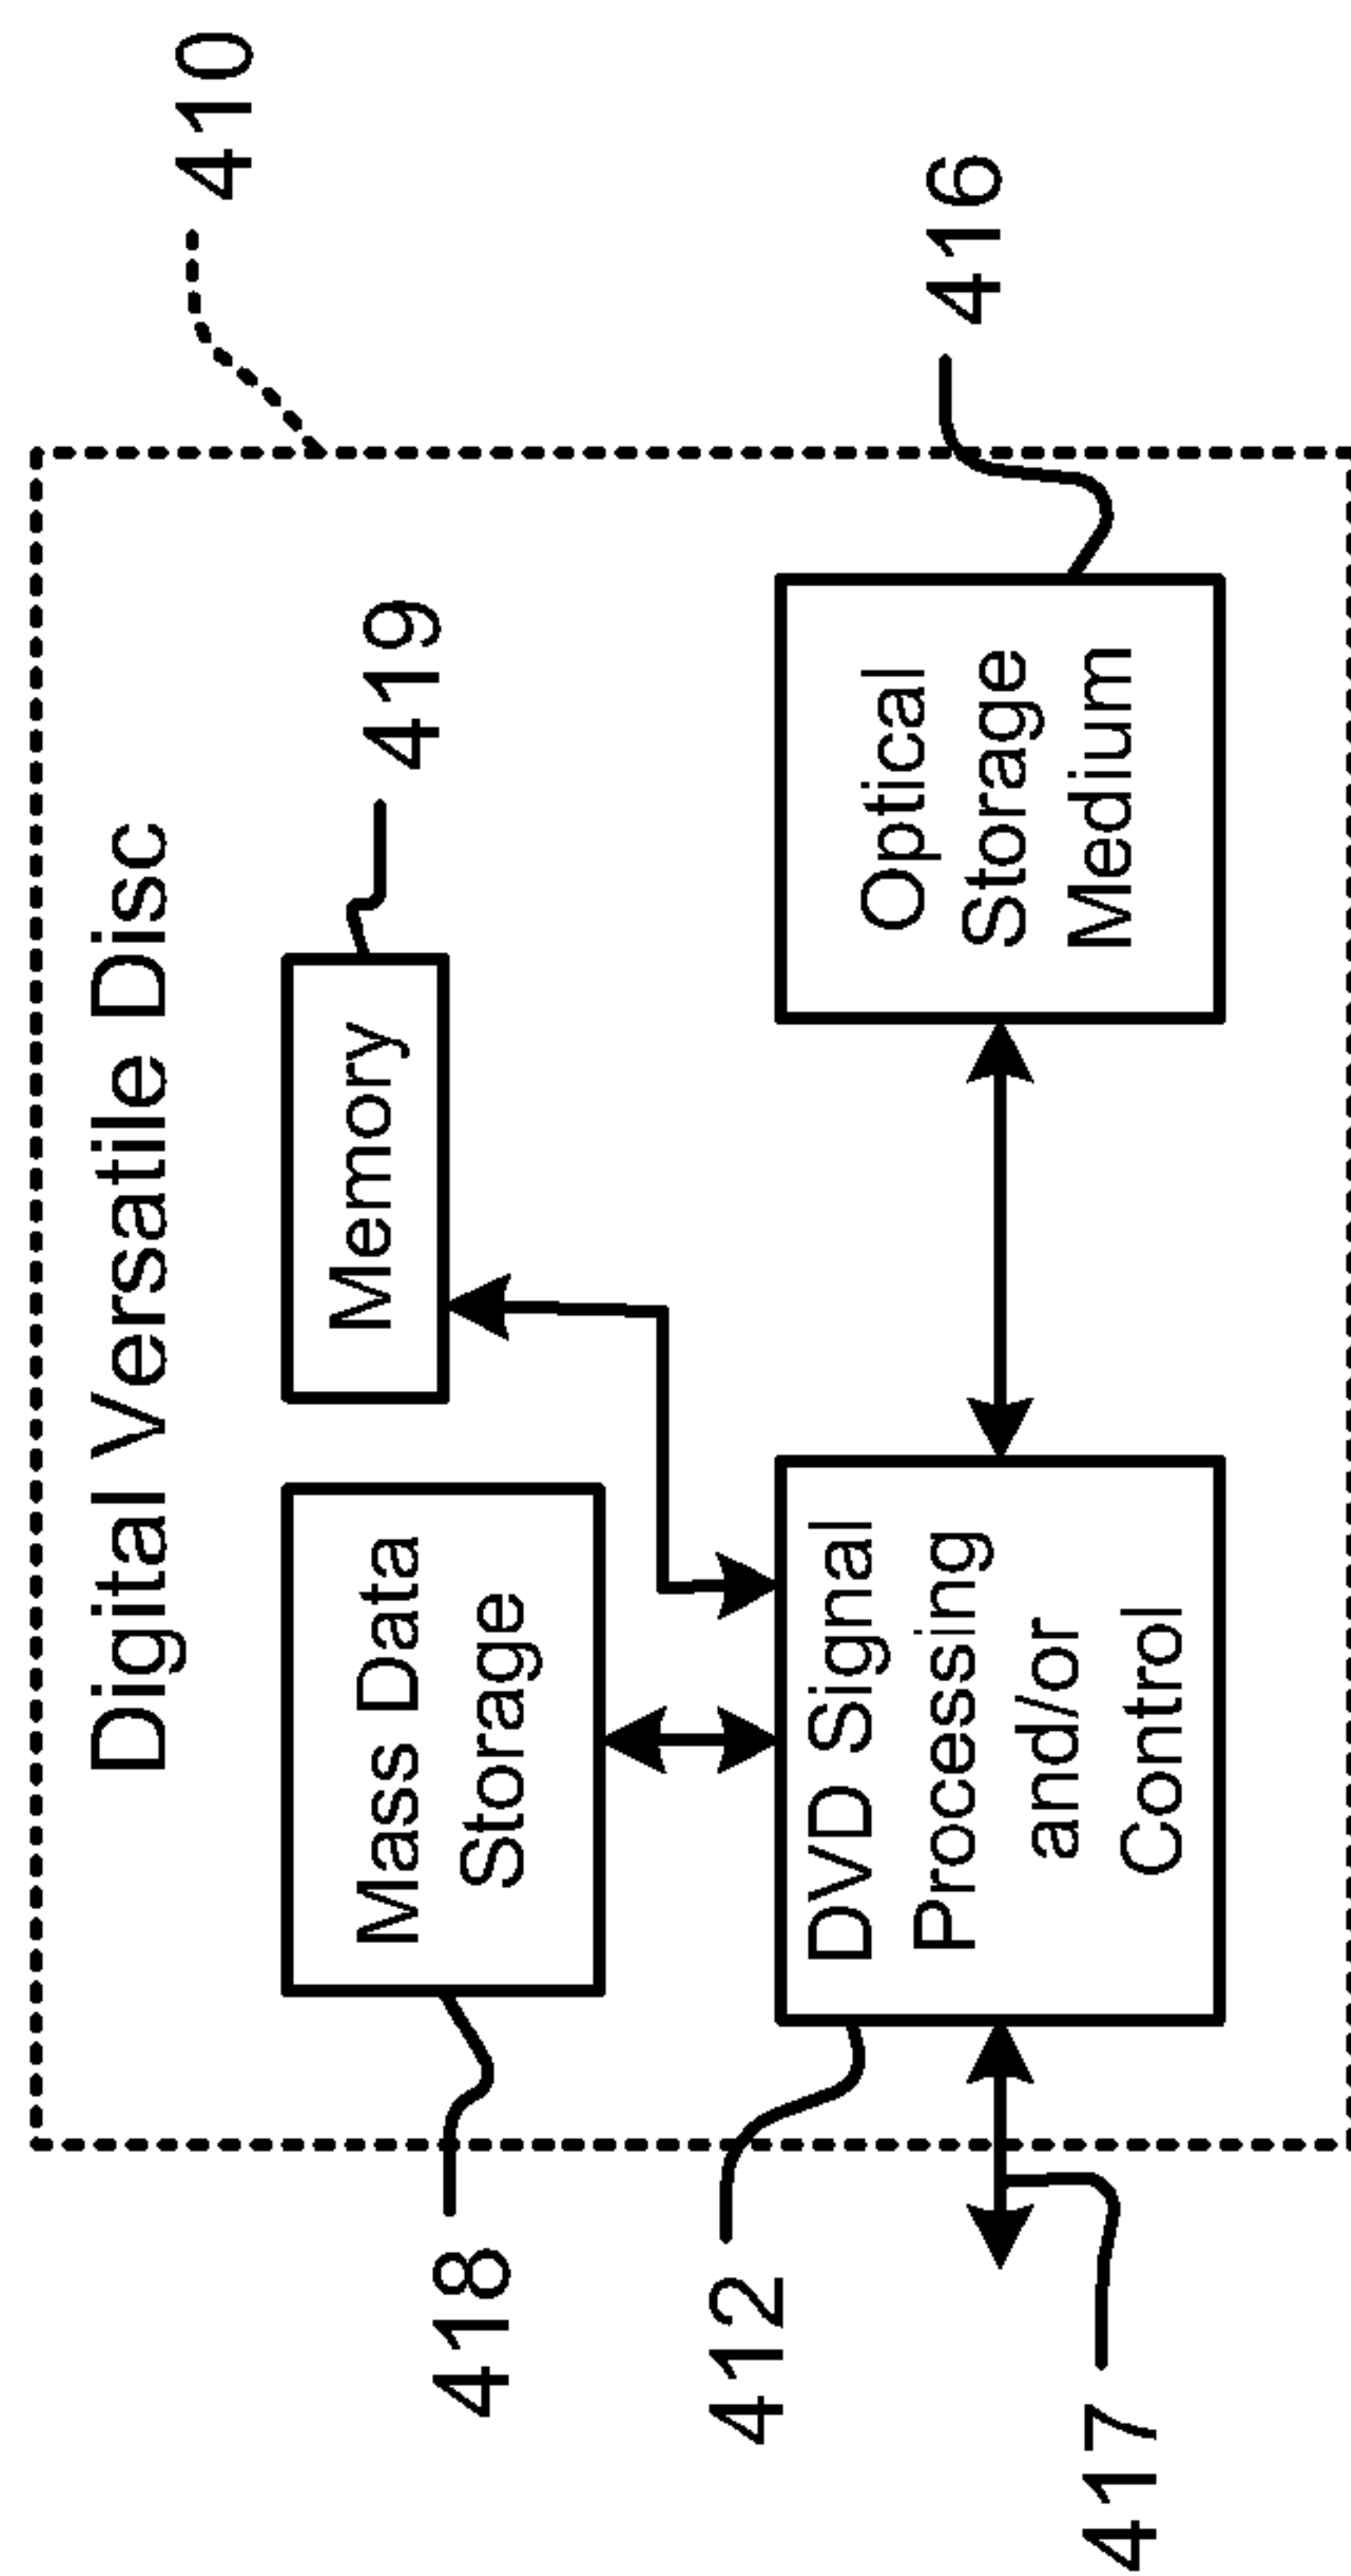 Digital Versatile Disc
410
Mass Data
Storage
Memory
419
418
DVD Signal
Processing
and/or
Control
Optical
Storage
Medium
416
412
417